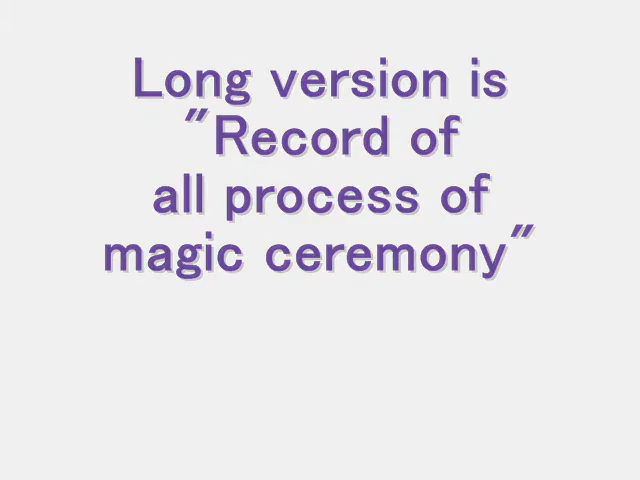 Long version is
"Record of
all process of
magic ceremony"